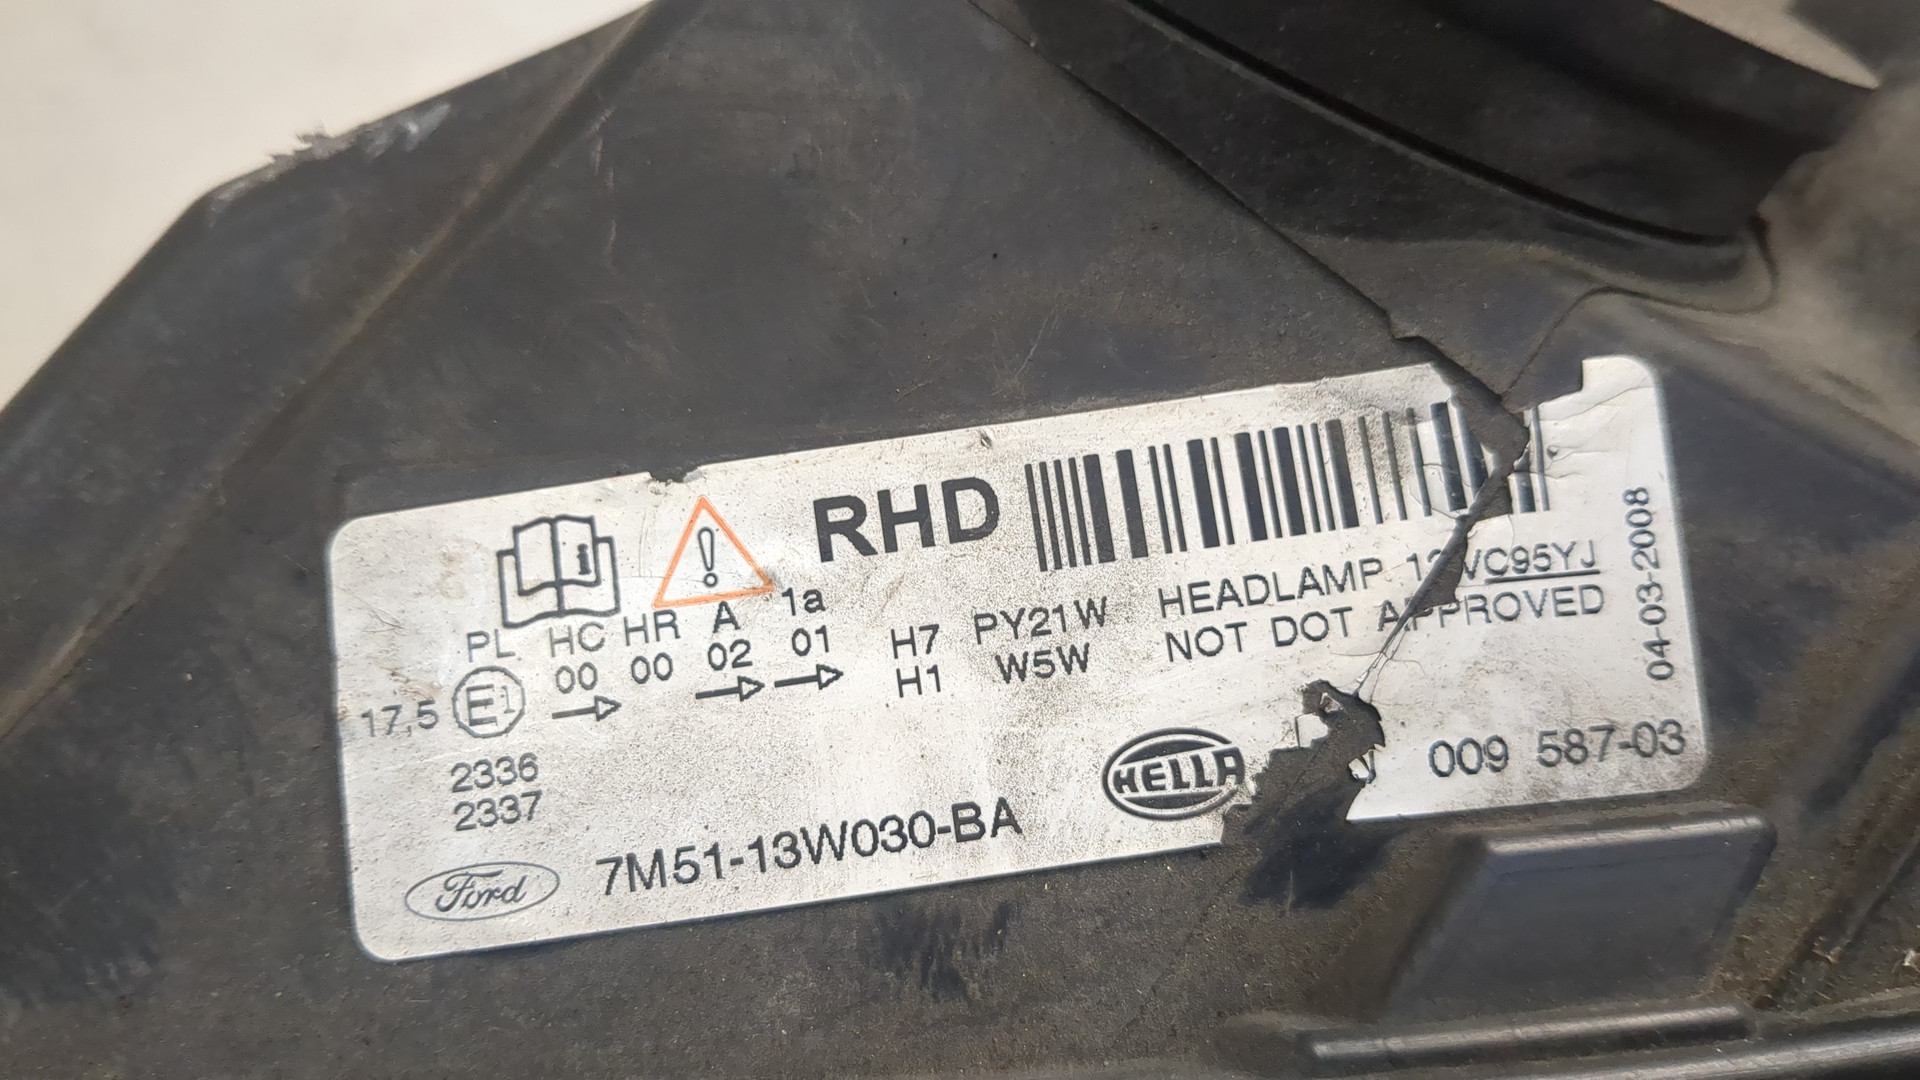 RHD
PL HC HR A 1a
17,5 E1 00 00 02 01
H7 PY21W HEADLAMP VC95YJ
H1 W5W NOT DOT APPROVED
04-03-2008
2336
2337
HELLA 009 587-03
Ford 7M51-13W030-BA